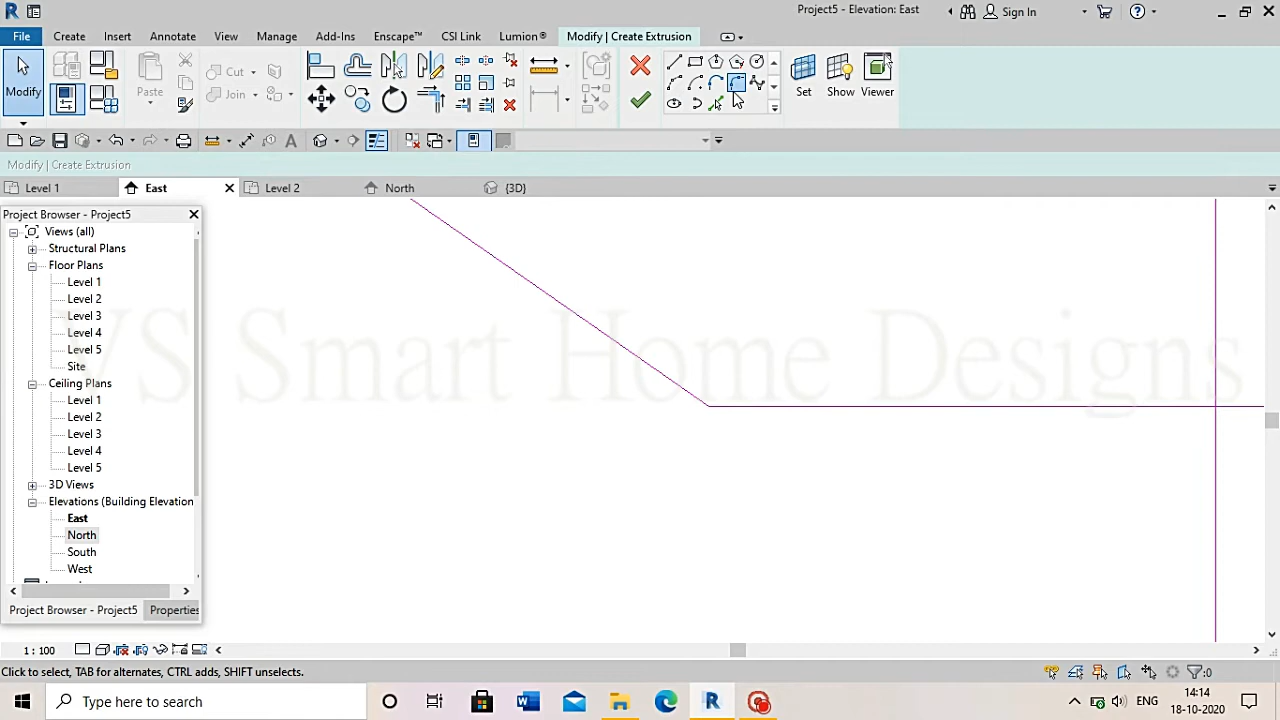 Project5 - Elevation: East
Sign In
File
Create
Insert
Annotate
View
Manage
Add-Ins
Enscape™
CSI Link
Lumion®
Modify | Create Extrusion
Modify
Paste
Cut
Join
Set
Show
Viewer
Modify | Create Extrusion
Level 1
East
Level 2
North
{3D}
Project Browser - Project5
Views (all)
Structural Plans
Floor Plans
Level 1
Level 2
Level 3
Level 4
Level 5
Site
Ceiling Plans
Level 1
Level 2
Level 3
Level 4
Level 5
3D Views
Elevations (Building Elevation
East
North
South
West
Project Browser - Project5
Properties
VS Smart Home Designs
1 : 100
Click to select, TAB for alternates, CTRL adds, SHIFT unselects.
:0
Type here to search
ENG
14:14
18-10-2020